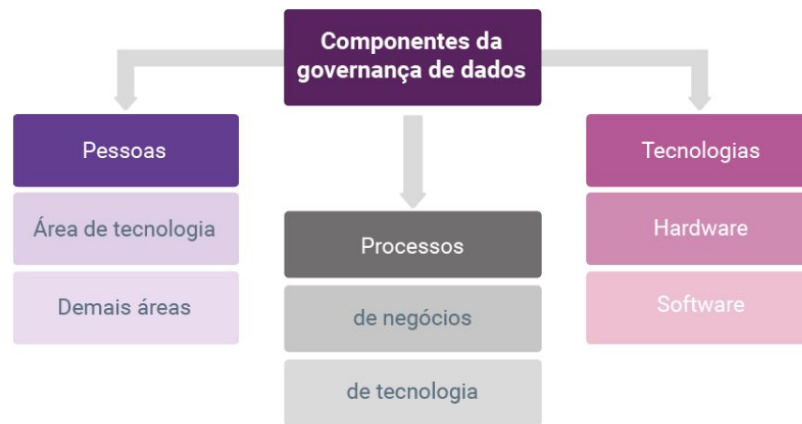 Componentes da
governança de dados
Pessoas
Área de tecnologia
Demais áreas
Processos
de negócios
de tecnologia
Tecnologias
Hardware
Software